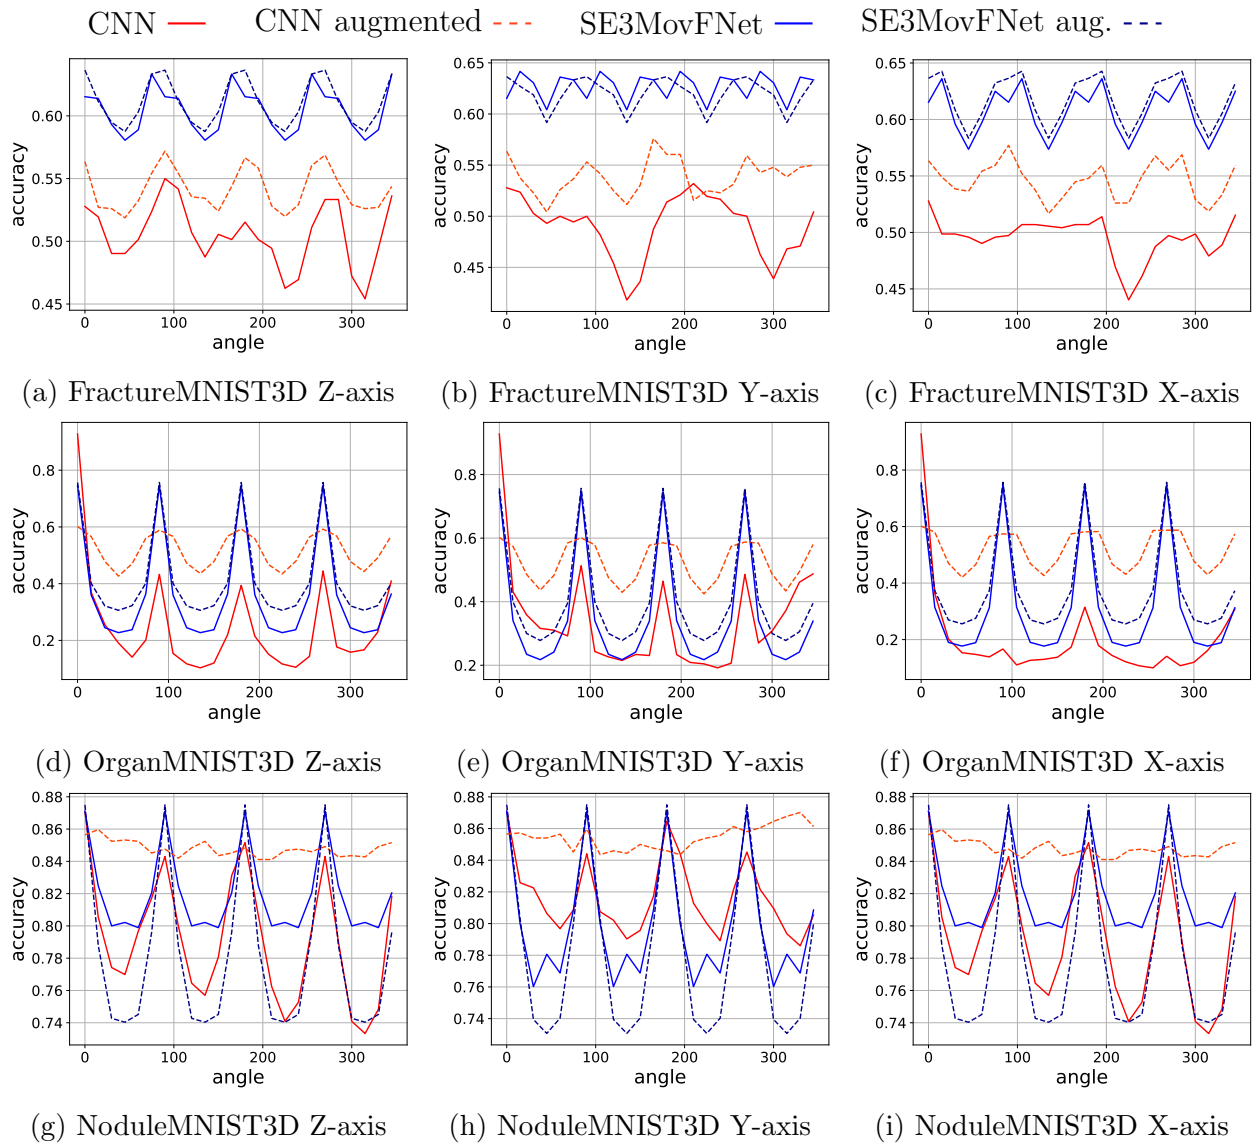 CNN CNN augmented SE3MovFNet SE3MovFNet aug.
accuracy
0.60
0.55
0.50
0.45
0 100 200 300
angle
(a) FractureMNIST3D Z-axis
accuracy
0.65
0.60
0.55
0.50
0.45
0 100 200 300
angle
(b) FractureMNIST3D Y-axis
accuracy
0.65
0.60
0.55
0.50
0.45
0 100 200 300
angle
(c) FractureMNIST3D X-axis
accuracy
0.8
0.6
0.4
0.2
0 100 200 300
angle
(d) OrganMNIST3D Z-axis
accuracy
0.8
0.6
0.4
0.2
0 100 200 300
angle
(e) OrganMNIST3D Y-axis
accuracy
0.8
0.6
0.4
0.2
0 100 200 300
angle
(f) OrganMNIST3D X-axis
accuracy
0.88
0.86
0.84
0.82
0.80
0.78
0.76
0.74
0 100 200 300
angle
(g) NoduleMNIST3D Z-axis
accuracy
0.88
0.86
0.84
0.82
0.80
0.78
0.76
0.74
0 100 200 300
angle
(h) NoduleMNIST3D Y-axis
accuracy
0.88
0.86
0.84
0.82
0.80
0.78
0.76
0.74
0 100 200 300
angle
(i) NoduleMNIST3D X-axis